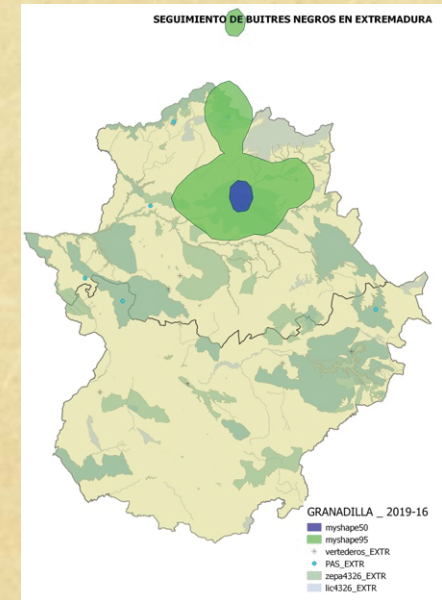 SEGUIMIENTO DE BUITRES NEGROS EN EXTREMADURA
GRANADILLA _ 2019-16
myshape50
myshape95
vertederos_EXTR
PAS_EXTR
zepa4326_EXTR
lic4326_EXTR